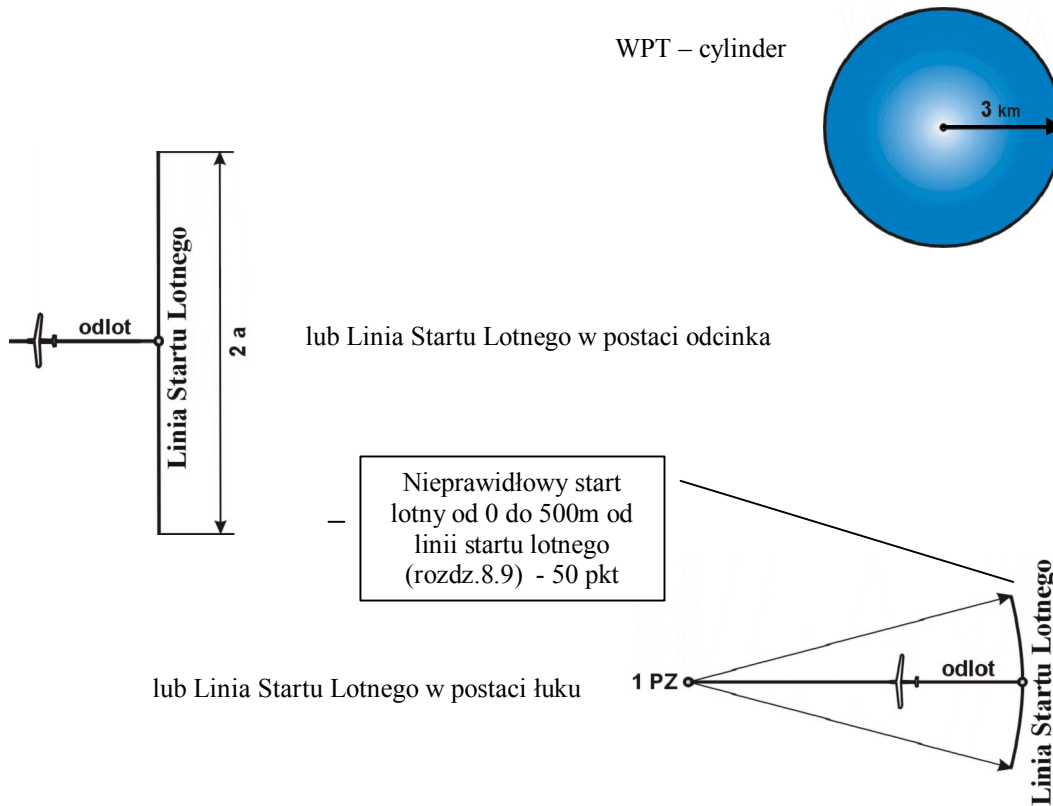 WPT – cylinder
3 km
odlot
Linia Startu Lotnego
2 a
lub Linia Startu Lotnego w postaci odcinka
–
Nieprawidłowy start
lotny od 0 do 500m od
linii startu lotnego
(rozdz.8.9) - 50 pkt
lub Linia Startu Lotnego w postaci łuku
1 PZ
odlot
Linia Startu Lotnego